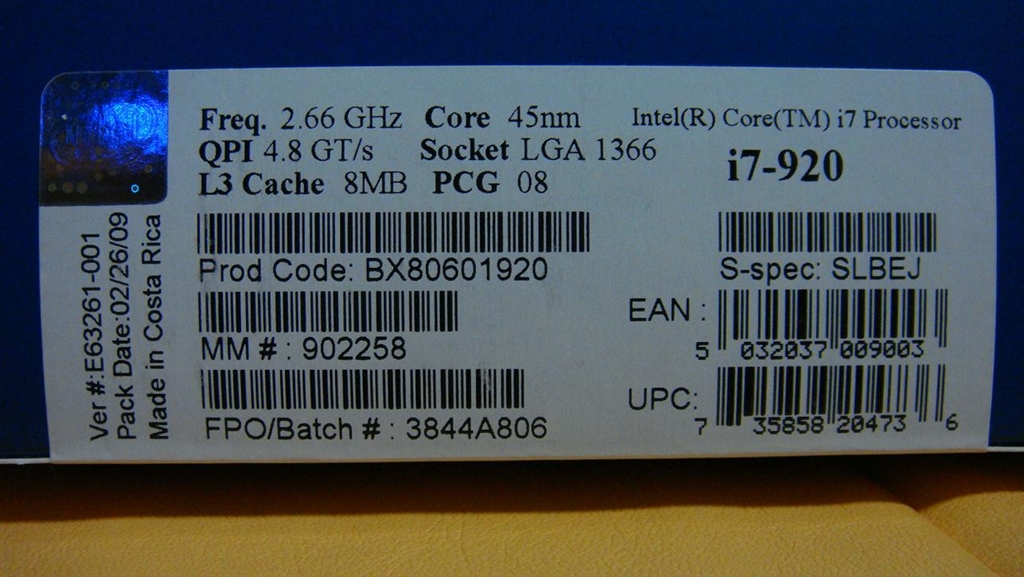 Freq. 2.66 GHz Core 45nm
QPI 4.8 GT/s Socket LGA 1366
L3 Cache 8MB PCG 08
Intel(R) Core(TM) i7 Processor
i7-920
Prod Code: BX80601920
S-spec: SLBEJ
MM # : 902258
EAN :
5 032037 009003
FPO/Batch # : 3844A806
UPC:
7 35858 20473 6
Ver #:E63261-001
Pack Date:02/26/09
Made in Costa Rica